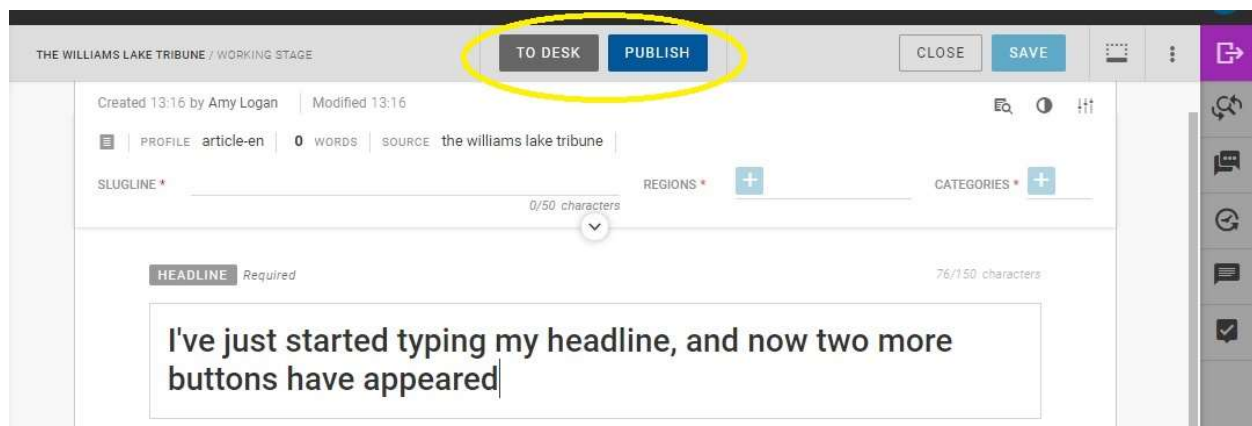 THE WILLIAMS LAKE TRIBUNE / WORKING STAGE TO DESK PUBLISH CLOSE SAVE
Created 13:16 by Amy Logan Modified 13:16
PROFILE article-en 0 WORDS SOURCE the williams lake tribune
SLUGLINE * REGIONS * + CATEGORIES * +
0/50 characters
HEADLINE Required 76/150 characters
I've just started typing my headline, and now two more
buttons have appeared